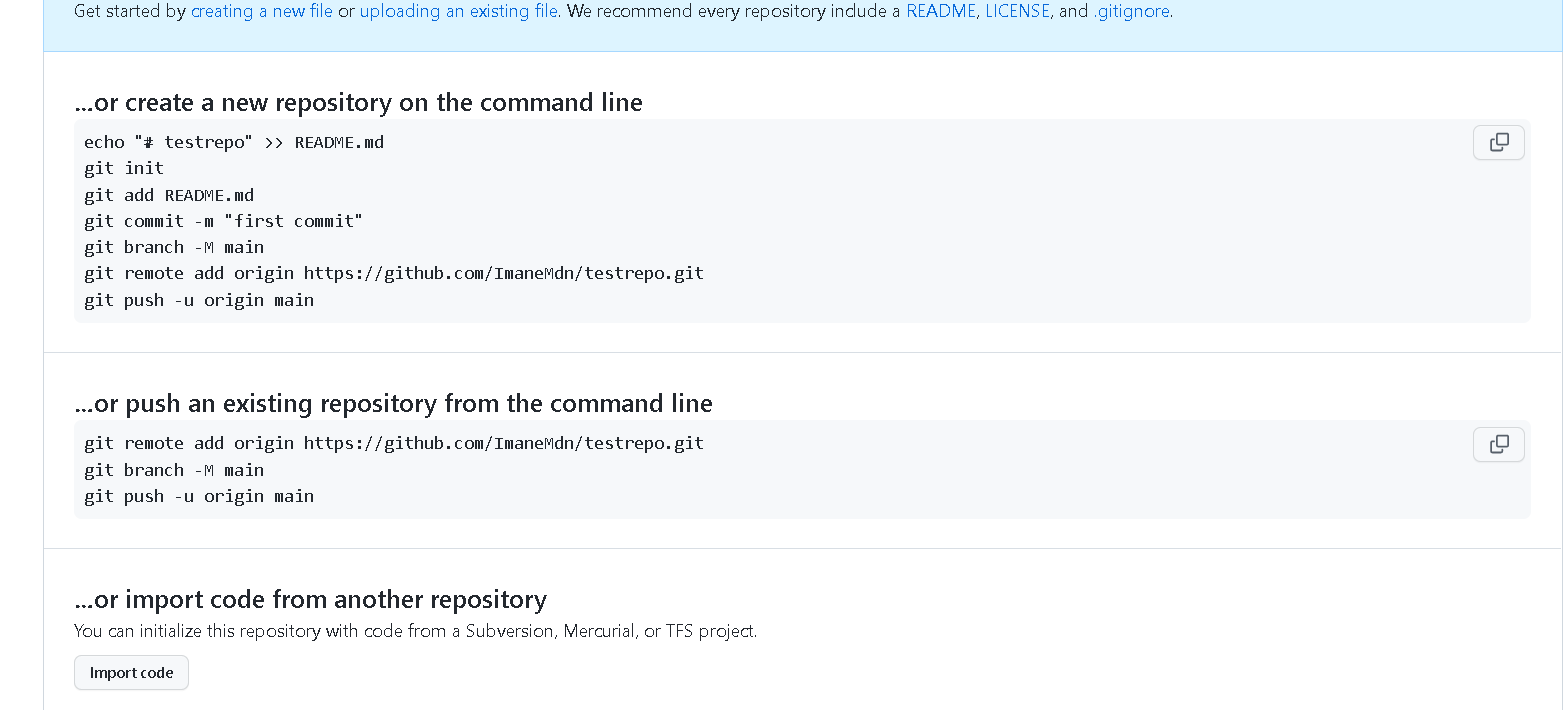 Get started by creating a new file or uploading an existing file. We recommend every repository include a README, LICENSE, and .gitignore.
...or create a new repository on the command line
echo "# testrepo" >> README.md
git init
git add README.md
git commit -m "first commit"
git branch -M main
git remote add origin https://github.com/ImaneMdn/testrepo.git
git push -u origin main
...or push an existing repository from the command line
git remote add origin https://github.com/ImaneMdn/testrepo.git
git branch -M main
git push -u origin main
...or import code from another repository
You can initialize this repository with code from a Subversion, Mercurial, or TFS project.
Import code